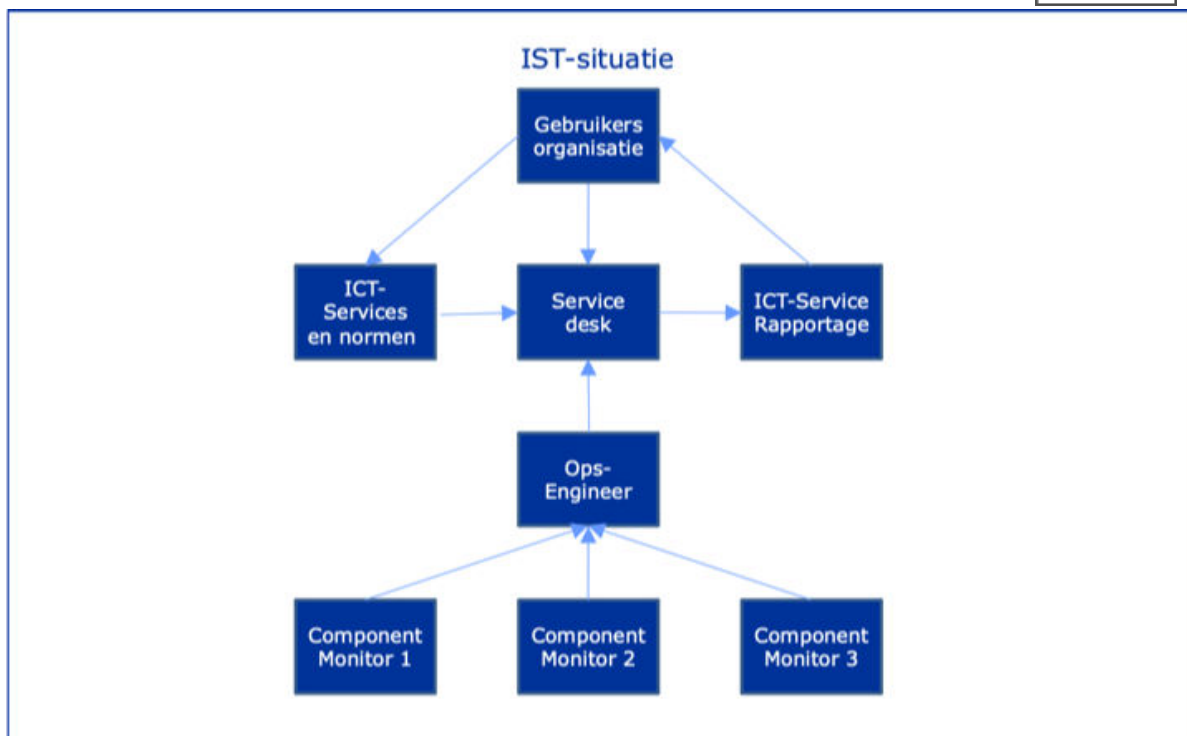 IST-situatie
Gebruikers
organisatie
ICT-
Services
en normen
Service
desk
ICT-Service
Rapportage
Ops-
Engineer
Component
Monitor 1
Component
Monitor 2
Component
Monitor 3